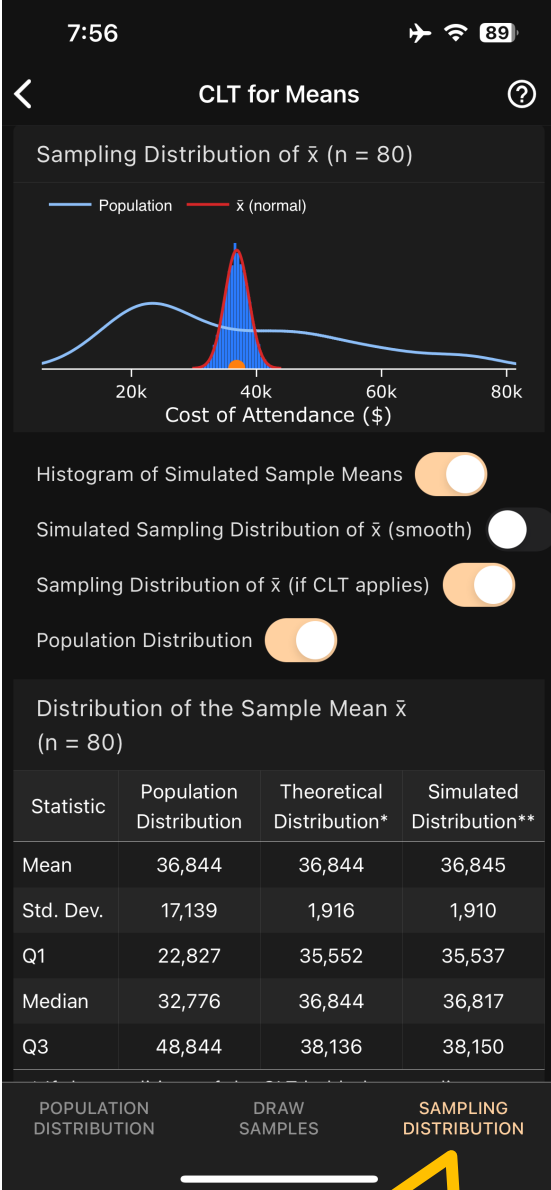 7:56
89
CLT for Means
Sampling Distribution of x̄ (n = 80)
Population x̄ (normal)
20k 40k 60k 80k
Cost of Attendance ($)
Histogram of Simulated Sample Means
Simulated Sampling Distribution of x̄ (smooth)
Sampling Distribution of x̄ (if CLT applies)
Population Distribution
Distribution of the Sample Mean x̄
(n = 80)
Statistic Population Distribution Theoretical Distribution* Simulated Distribution**
Mean 36,844 36,844 36,845
Std. Dev. 17,139 1,916 1,910
Q1 22,827 35,552 35,537
Median 32,776 36,844 36,817
Q3 48,844 38,136 38,150
POPULATION DISTRIBUTION
DRAW SAMPLES
SAMPLING DISTRIBUTION